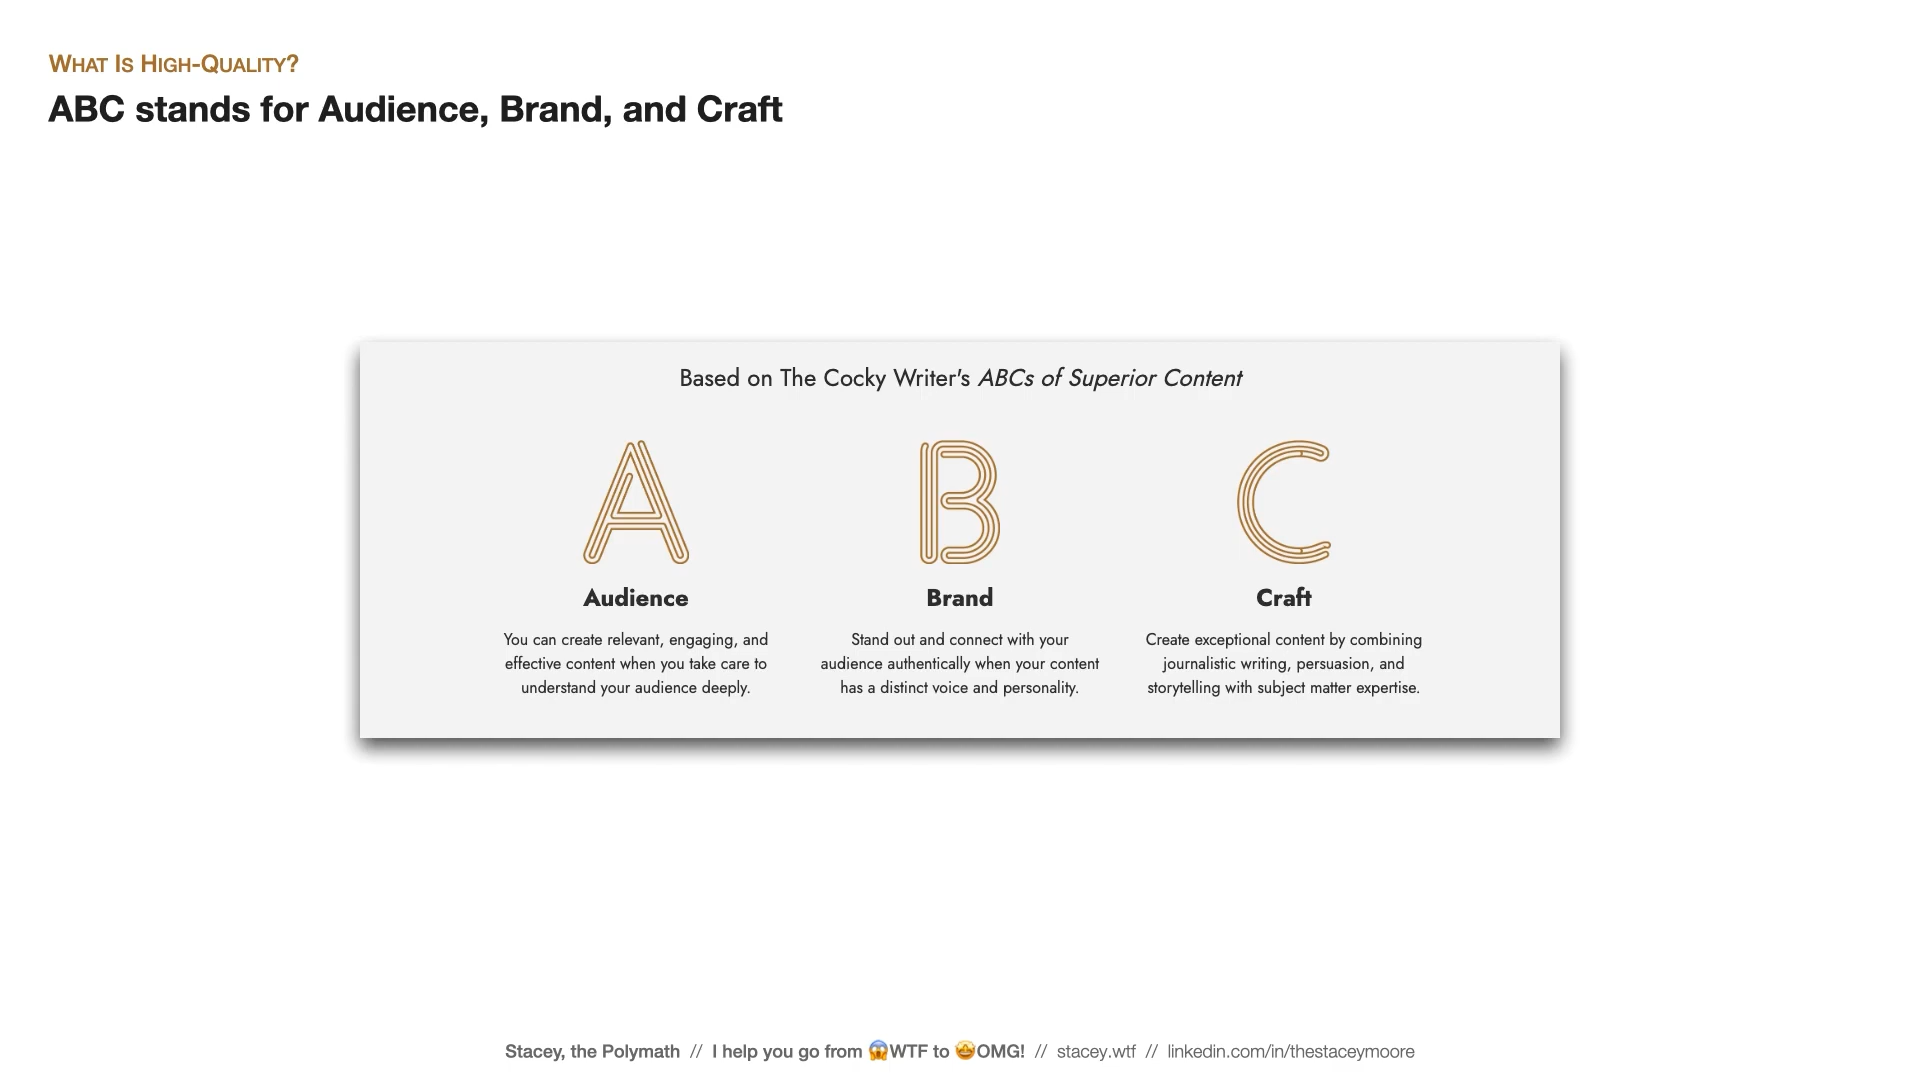 What Is High-Quality?
ABC stands for Audience, Brand, and Craft
Based on The Cocky Writer's ABCs of Superior Content
A
B
C
Audience
Brand
Craft
You can create relevant, engaging, and
effective content when you take care to
understand your audience deeply.
Stand out and connect with your
audience authentically when your content
has a distinct voice and personality.
Create exceptional content by combining
journalistic writing, persuasion, and
storytelling with subject matter expertise.
Stacey, the Polymath // I help you go from 😱WTF to 🤩OMG! // stacey.wtf // linkedin.com/in/thestaceymoore